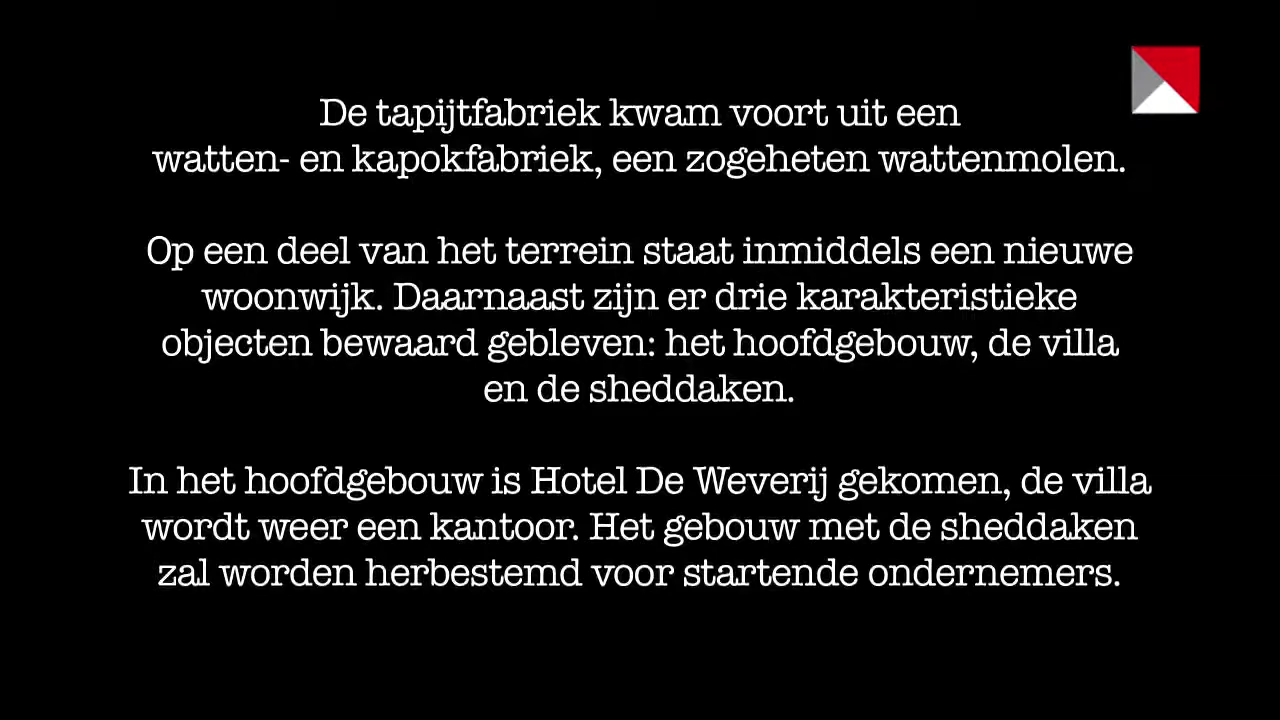 De tapijtfabriek kwam voort uit een
watten- en kapokfabriek, een zogeheten wattenmolen.
Op een deel van het terrein staat inmiddels een nieuwe
woonwijk. Daarnaast zijn er drie karakteristieke
objecten bewaard gebleven: het hoofdgebouw, de villa
en de sheddaken.
In het hoofdgebouw is Hotel De Weverij gekomen, de villa
wordt weer een kantoor. Het gebouw met de sheddaken
zal worden herbestemd voor startende ondernemers.